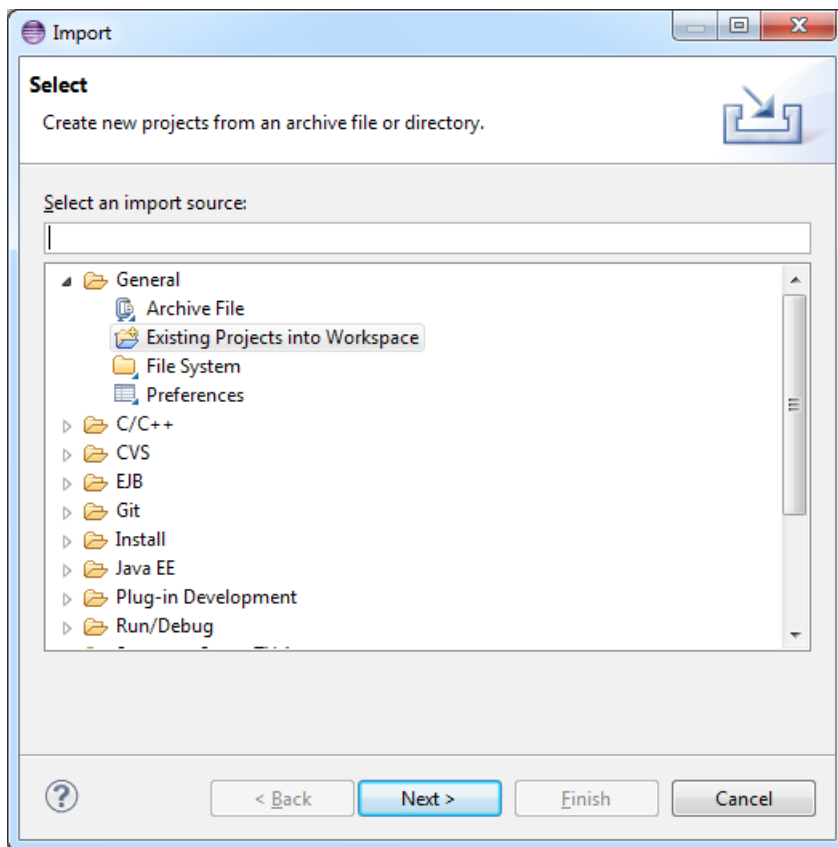 Import
Select
Create new projects from an archive file or directory.
Select an import source:
General
Archive File
Existing Projects into Workspace
File System
Preferences
C/C++
CVS
EJB
Git
Install
Java EE
Plug-in Development
Run/Debug
< Back
Next >
Finish
Cancel